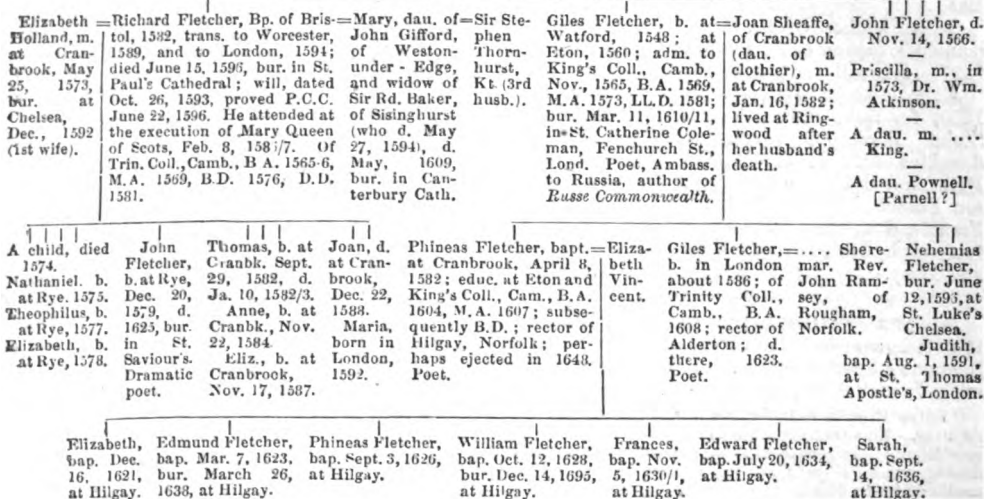 Elizabeth
Holland, m.
at Cran-
brook, May
25, 1573,
bur. at
Chelsea,
Dec., 1592
(1st wife).
=Richard Fletcher, Bp. of Bris-
tol, 1582, trans. to Worcester,
1589, and to London, 1594;
died June 15, 1596, bur. in St.
Paul's Cathedral; will, dated
Oct. 26, 1593, proved P.C.C.
June 22, 1596. He attended at
the execution of Mary Queen
of Scots, Feb. 8, 1586/7. Of
Trin. Coll., Camb., B A. 1565-6,
M.A. 1569, B.D. 1576, D.D.
1581.
=Mary, dau. of
John Gifford,
of Weston-
under-Edge,
and widow of
Sir Rd. Baker,
of Sisinghurst
(who d. May
27, 1594), d.
May, 1609,
bur. in Can-
terbury Cath.
=Sir Ste-
phen
Thorn-
hurst,
Kt. (3rd
husb.).
Giles Fletcher, b. at
Watford, 1548; at
Eton, 1560; adm. to
King's Coll., Camb.,
Nov., 1565, B.A. 1569,
M.A. 1573, LL.D. 1581;
bur. Mar. 11, 1610/11,
in St. Catherine Cole-
man, Fenchurch St.,
Lond. Poet, Ambass.
to Russia, author of
Russe Commonwealth.
=Joan Sheaffe,
of Cranbrook
(dau. of a
clothier), m.
at Cranbrook,
Jan. 16, 1582;
lived at Ring-
wood after
her husband's
death.
John Fletcher, d.
Nov. 14, 1566.
—
Priscilla, m., in
1573, Dr. Wm.
Atkinson.
—
A dau. m. ....
King.
—
A dau. Pownell.
[Parnell?]
A child, died
1574.
Nathaniel. b.
at Rye. 1575.
Theophilus, b.
at Rye, 1577.
Elizabeth, b.
at Rye, 1578.
John
Fletcher,
b. at Rye,
Dec. 20,
1579, d.
1625, bur.
in St.
Saviour's.
Dramatic
poet.
Thomas, b. at
Cranbk. Sept.
29, 1582, d.
Ja. 10, 1582/3.
Anne, b. at
Cranbk., Nov.
22, 1584.
Eliz., b. at
Cranbrook,
Nov. 17, 1587.
Joan, d.
at Cran-
brook,
Dec. 22,
1588.
Maria,
born in
London,
1592.
Phineas Fletcher, bapt.
at Cranbrook, April 8,
1582; educ. at Eton and
King's Coll., Cam., B.A.
1604, M.A. 1607; subse-
quently B.D.; rector of
Hilgay, Norfolk; per-
haps ejected in 1648.
Poet.
=Eliza-
beth
Vin-
cent.
Giles Fletcher,
b. in London
about 1586; of
Trinity Coll.,
Camb., B.A.
1608; rector of
Alderton; d.
there, 1623.
Poet.
=.... Shere-
mar. Rev.
John Ram-
sey, of
Rougham,
Norfolk.
Nehemias
Fletcher,
bur. June
12, 1595, at
St. Luke's
Chelsea.
Judith,
bap. Aug. 1, 1591,
at St. Thomas
Apostle's, London.
Elizabeth,
bap. Dec.
16, 1621,
at Hilgay.
Edmund Fletcher,
bap. Mar. 7, 1623,
bur. March 26,
1638, at Hilgay.
Phineas Fletcher,
bap. Sept. 3, 1626,
at Hilgay.
William Fletcher,
bap. Oct. 12, 1628,
bur. Dec. 14, 1695,
at Hilgay.
Frances,
bap. Nov.
5, 1630/1,
at Hilgay.
Edward Fletcher,
bap. July 20, 1634,
at Hilgay.
Sarah,
bap. Sept.
14, 1636,
at Hilgay.